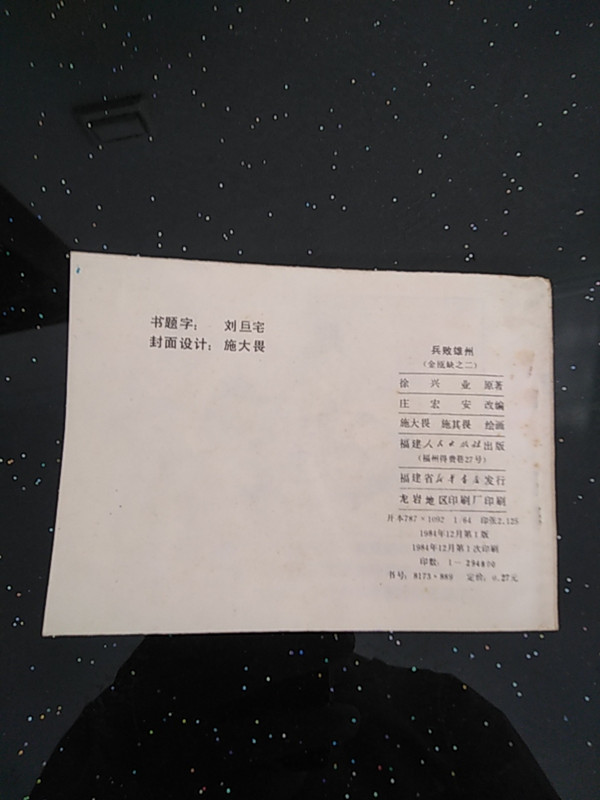 书题字： 刘旦宅
封面设计：施大畏
兵败雄州
（金瓯缺之二）
徐兴业 原著
庄宏安 改编
施大畏 施其畏 绘画
福建人民出版社出版
（福州得贵巷27号）
福建省新华书店发行
龙岩地区印刷厂印刷
开本787×1092 1/64 印张2.125
1984年12月第1版
1984年12月第1次印刷
印数：1－294800
书号：8173·889 定价：0.27元